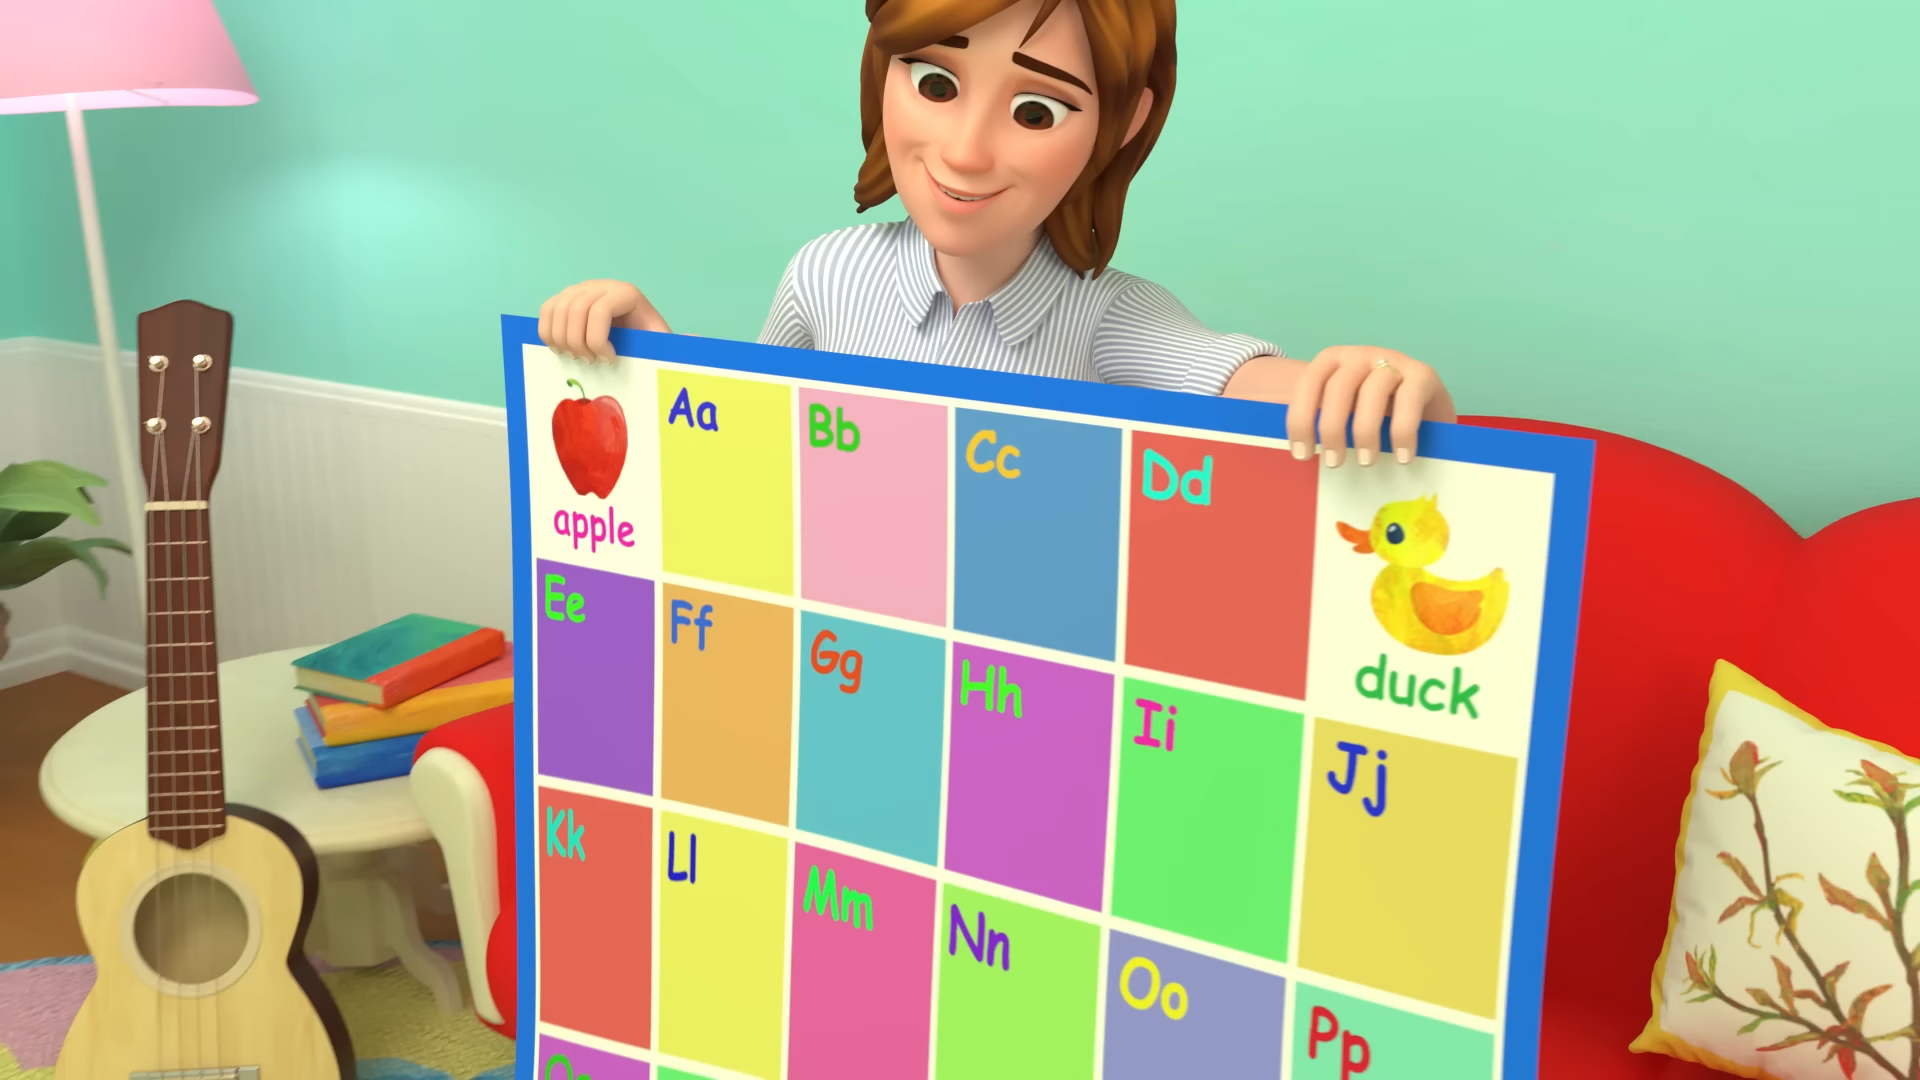 Aa Bb Cc Dd
apple
duck
Ee Ff Gg Hh Ii Jj
Kk Ll Mm Nn Oo Pp